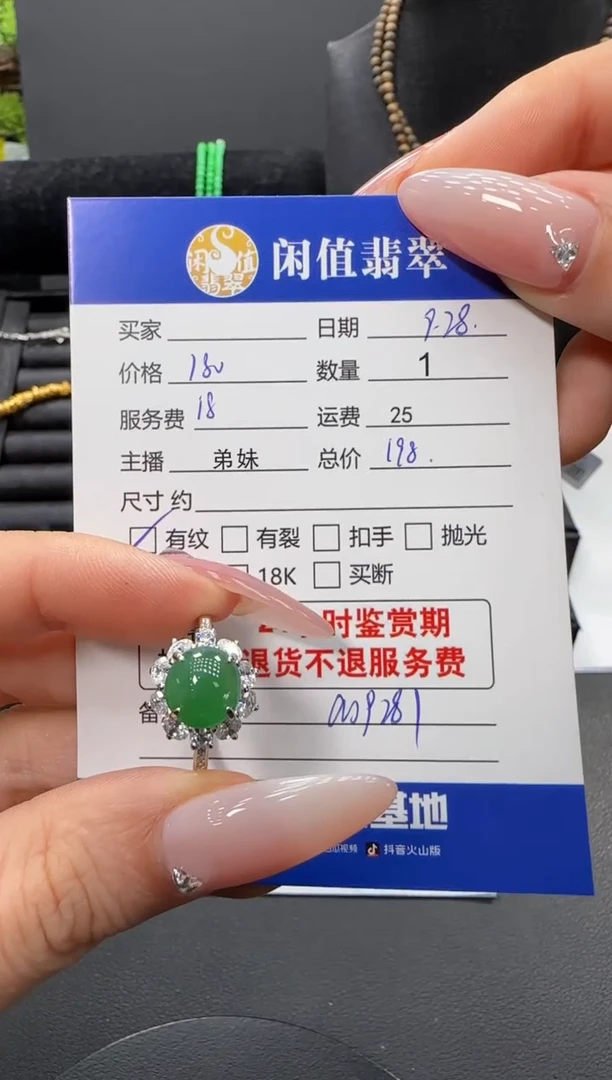 闲值翡翠 闲值翡翠
买家 日期 9.28.
价格 180 数量 1
服务费 18 运费 25
主播 弟妹 总价 198.
尺寸 约
有纹 有裂 扣手 抛光
18K 买断
时鉴赏期
退货不退服务费
备
基地
视频 抖音火山版